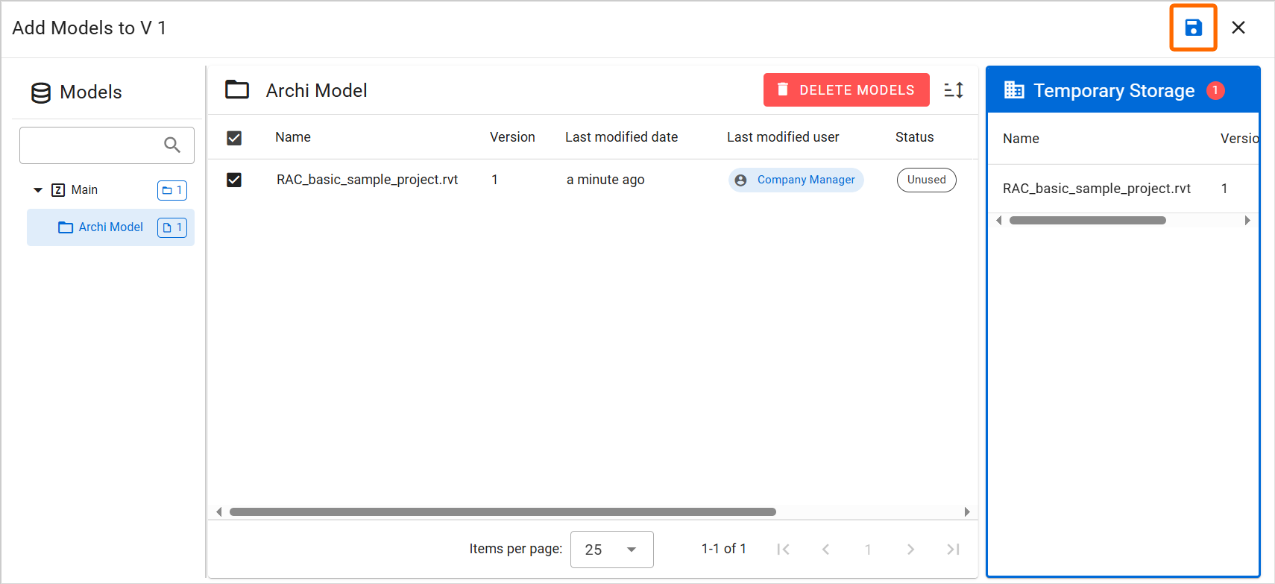 Add Models to V 1
Models
Main 1
Archi Model 1
Archi Model
DELETE MODELS
Name Version Last modified date Last modified user Status
RAC_basic_sample_project.rvt 1 a minute ago Company Manager Unused
Items per page: 25 1-1 of 1 1
Temporary Storage 1
Name Versio
RAC_basic_sample_project.rvt 1